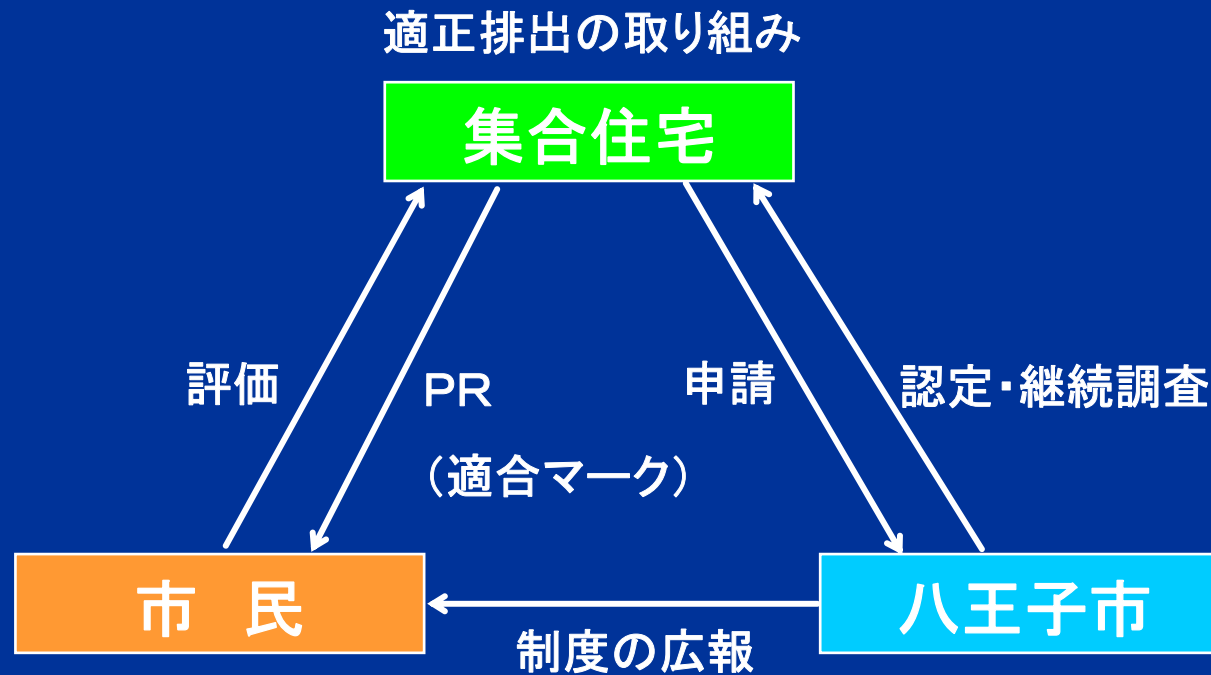 適正排出の取り組み
集合住宅
評価
PR
（適合マーク）
申請
認定・継続調査
市　民
八王子市
制度の広報